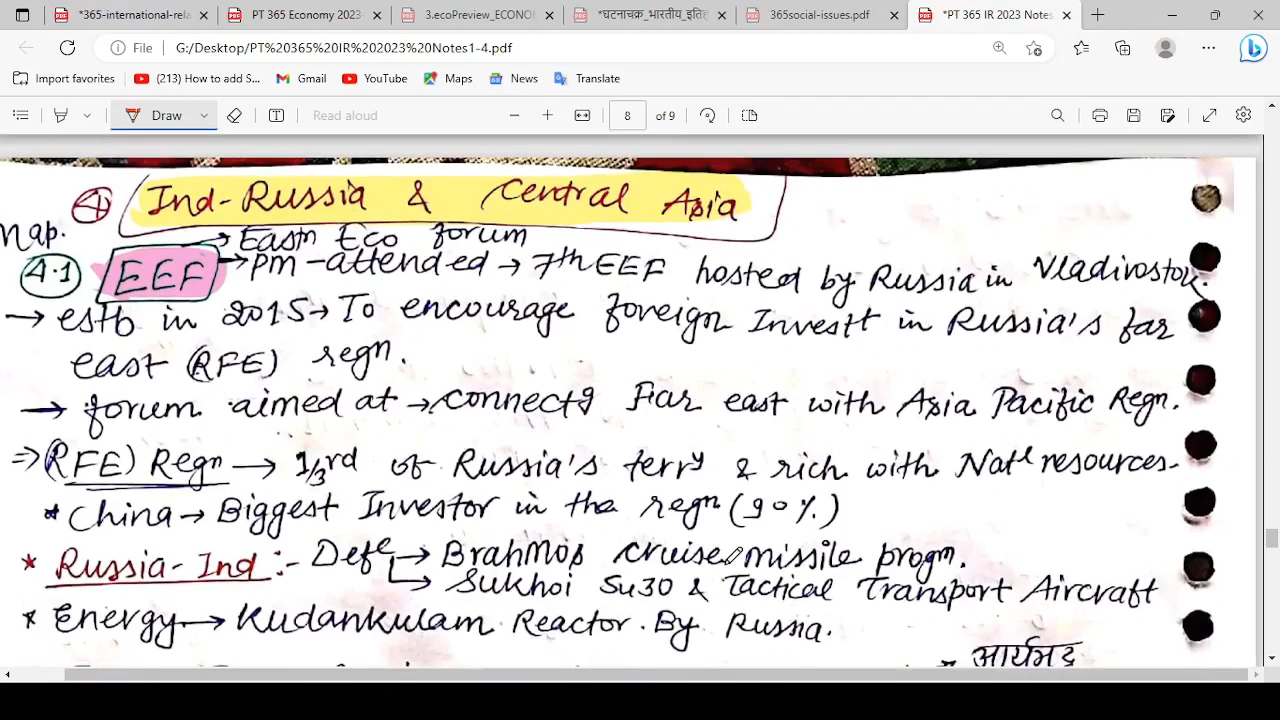 *365-international-rela
PT 365 Economy 2023
3.ecoPreview_ECONO
*घटनाचक्र_भारतीय_इतिह
365social-issues.pdf
*PT 365 IR 2023 Notes
File G:/Desktop/PT%20365%20IR%202023%20Notes1-4.pdf
Import favorites (213) How to add S... Gmail YouTube Maps News Translate
Draw Read aloud 8 of 9
④ Ind-Russia & Central Asia
Map. → Eastn Eco forum
4.1 EEF → PM-attended → 7th EEF hosted by Russia in Vladivostok.
→ estb in 2015 → To encourage foreign Investt in Russia's far
east (RFE) regn.
→ forum aimed at → connectg Far east with Asia Pacific Regn.
⇒ (RFE) Regn → 1/3rd of Russia's terry & rich with Natl resources.
* China → Biggest Investor in the regn (90%)
* Russia-Ind :- Defe → BrahMos cruise missile progm.
→ Sukhoi Su30 & Tactical Transport Aircraft
* Energy → Kudankulam Reactor. By Russia.
* आर्यभट्ट